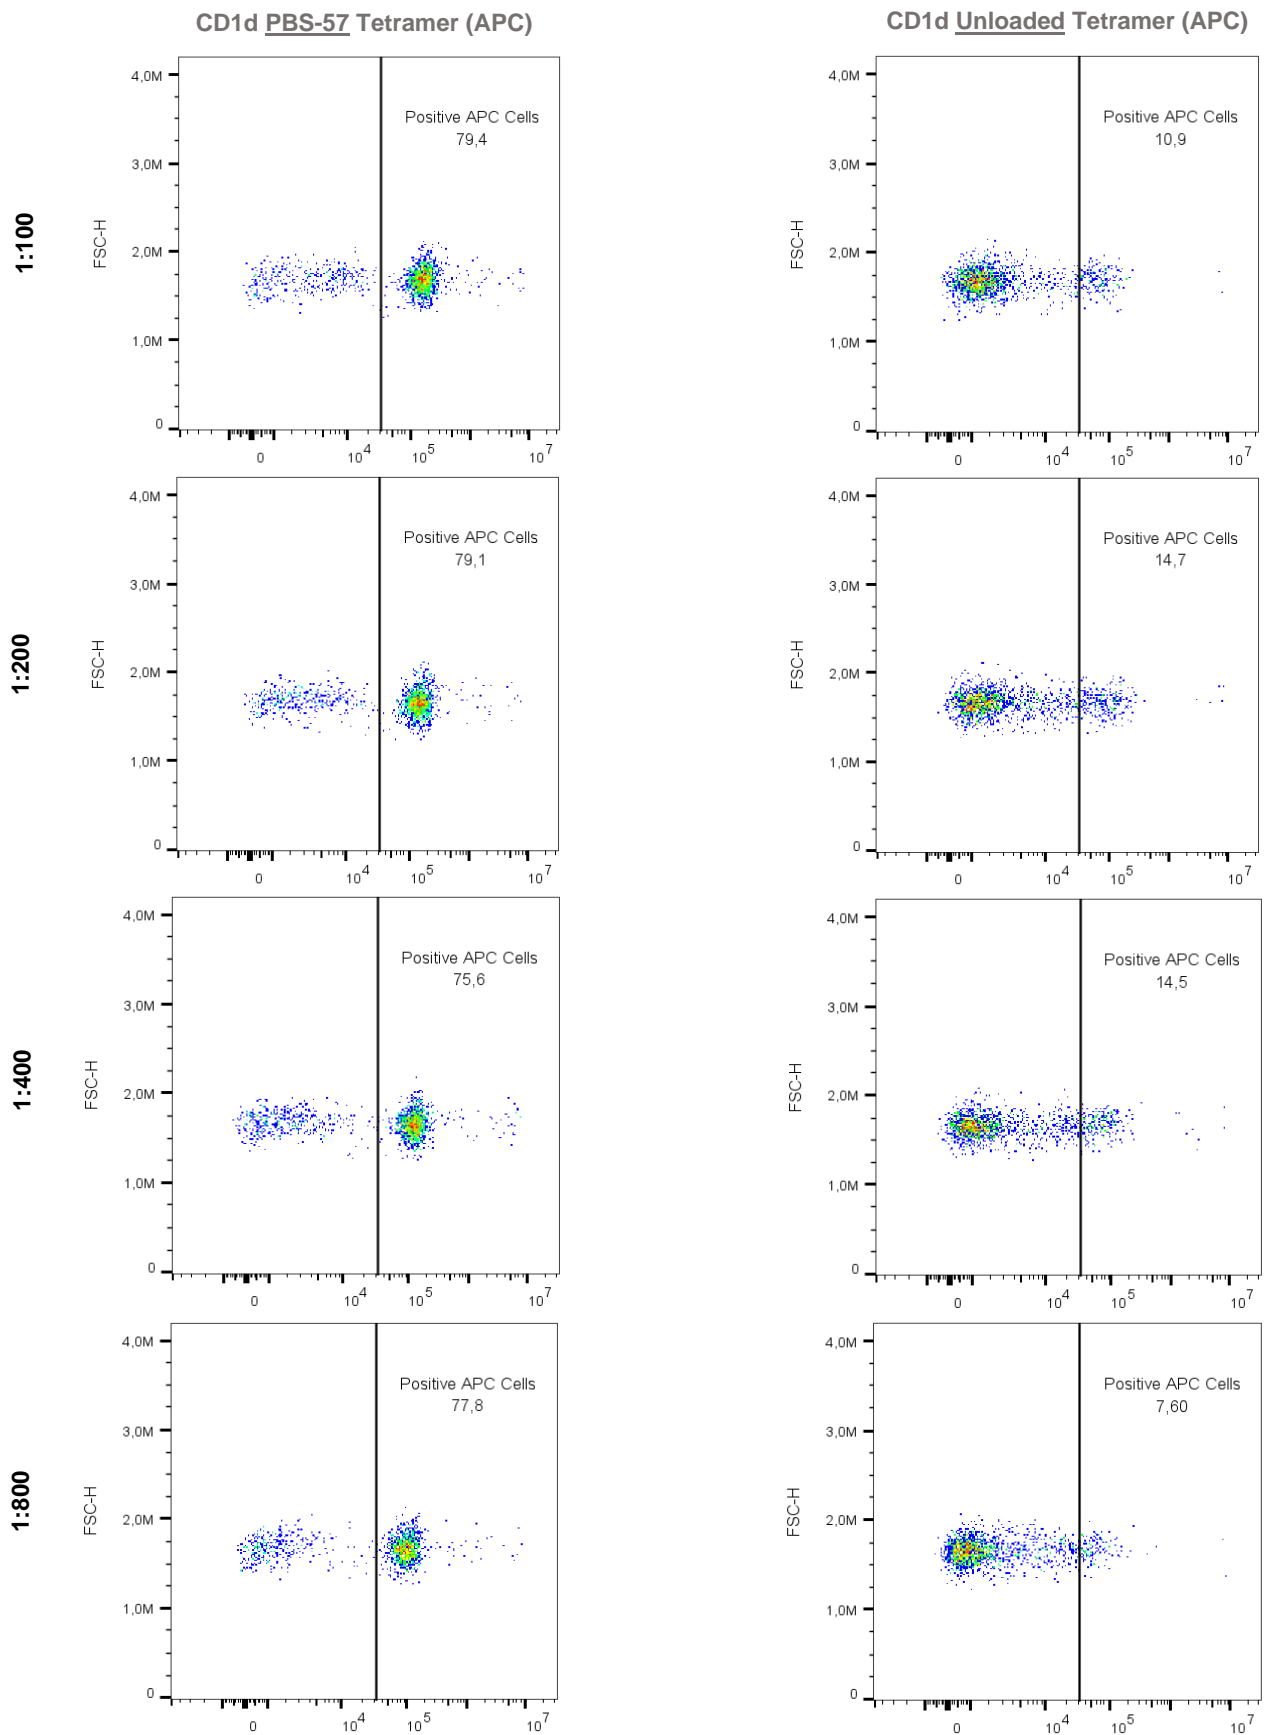 CD1d PBS-57 Tetramer (APC)
CD1d Unloaded Tetramer (APC)
1:100
FSC-H
4,0M
3,0M
2,0M
1,0M
0
Positive APC Cells
79,4
0
10^4
10^5
10^7
FSC-H
4,0M
3,0M
2,0M
1,0M
0
Positive APC Cells
10,9
0
10^4
10^5
10^7
1:200
FSC-H
4,0M
3,0M
2,0M
1,0M
0
Positive APC Cells
79,1
0
10^4
10^5
10^7
FSC-H
4,0M
3,0M
2,0M
1,0M
0
Positive APC Cells
14,7
0
10^4
10^5
10^7
1:400
FSC-H
4,0M
3,0M
2,0M
1,0M
0
Positive APC Cells
75,6
0
10^4
10^5
10^7
FSC-H
4,0M
3,0M
2,0M
1,0M
0
Positive APC Cells
14,5
0
10^4
10^5
10^7
1:800
FSC-H
4,0M
3,0M
2,0M
1,0M
0
Positive APC Cells
77,8
0
10^4
10^5
10^7
FSC-H
4,0M
3,0M
2,0M
1,0M
0
Positive APC Cells
7,60
0
10^4
10^5
10^7